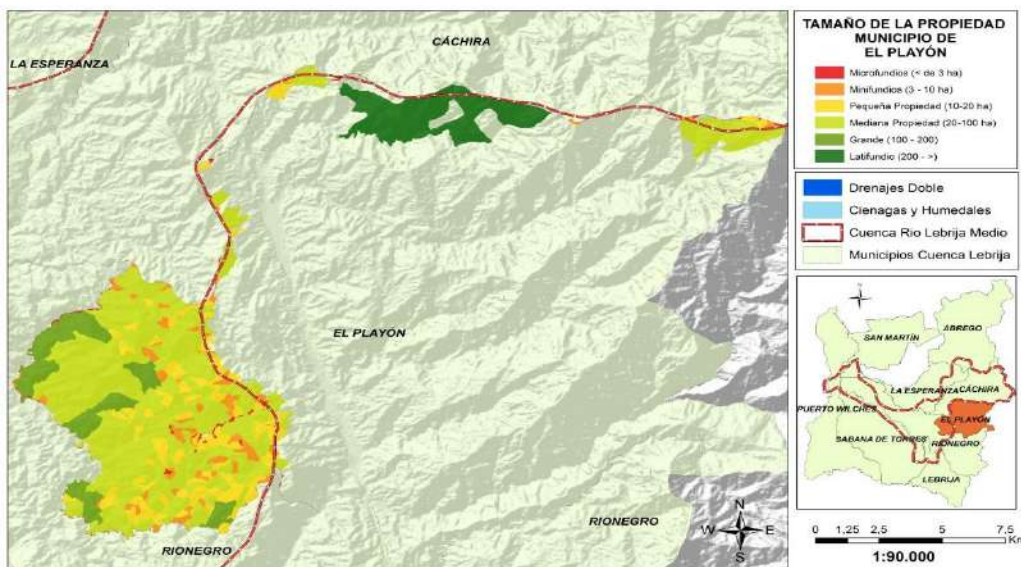 CÁCHIRA
LA ESPERANZA
EL PLAYÓN
RIONEGRO
RIONEGRO
N
W E
S
TAMAÑO DE LA PROPIEDAD
MUNICIPIO DE
EL PLAYÓN
Microfundios (< de 3 ha)
Minifundios (3 - 10 ha)
Pequeña Propiedad (10-20 ha)
Mediana Propiedad (20-100 ha)
Grande (100 - 200)
Latifundio (200 - >)
Drenajes Doble
Cienagas y Humedales
Cuenca Rio Lebrija Medio
Municipios Cuenca Lebrija
N
W E
S
SAN MARTÍN
ABREGO
LA ESPERANZA
CÁCHIRA
PUERTO WILCHES
EL PLAYÓN
SABANA DE TORRES
RIONEGRO
LEBRIJA
0 1,25 2,5 5 7,5
Km
1:90.000